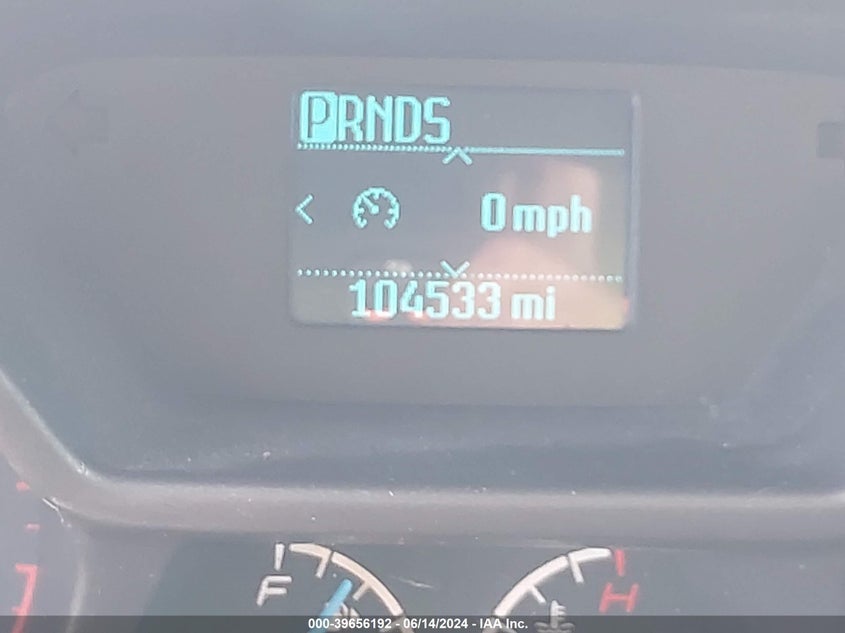 PRNDS
0 mph
104533 mi
F H
000-39656192 - 06/14/2024 - IAA Inc.